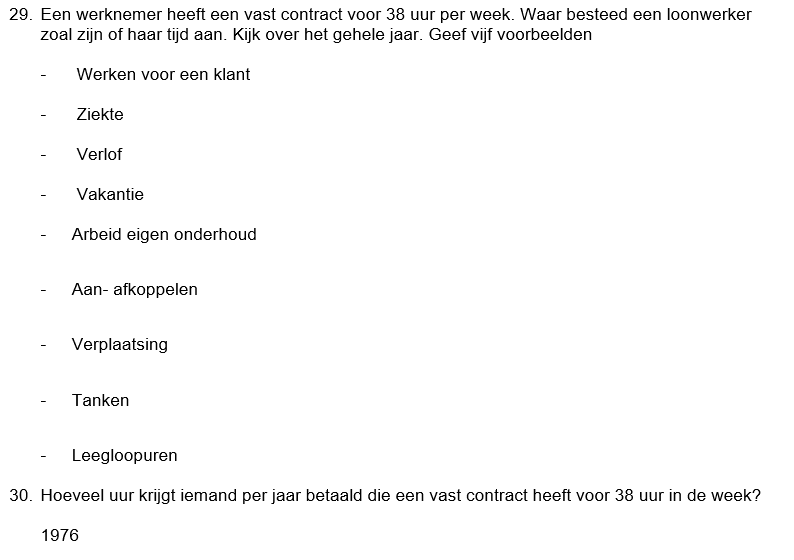 29. Een werknemer heeft een vast contract voor 38 uur per week. Waar besteed een loonwerker
zoal zijn of haar tijd aan. Kijk over het gehele jaar. Geef vijf voorbeelden
- Werken voor een klant
- Ziekte
- Verlof
- Vakantie
- Arbeid eigen onderhoud
- Aan- afkoppelen
- Verplaatsing
- Tanken
- Leegloopuren
30. Hoeveel uur krijgt iemand per jaar betaald die een vast contract heeft voor 38 uur in de week?
1976